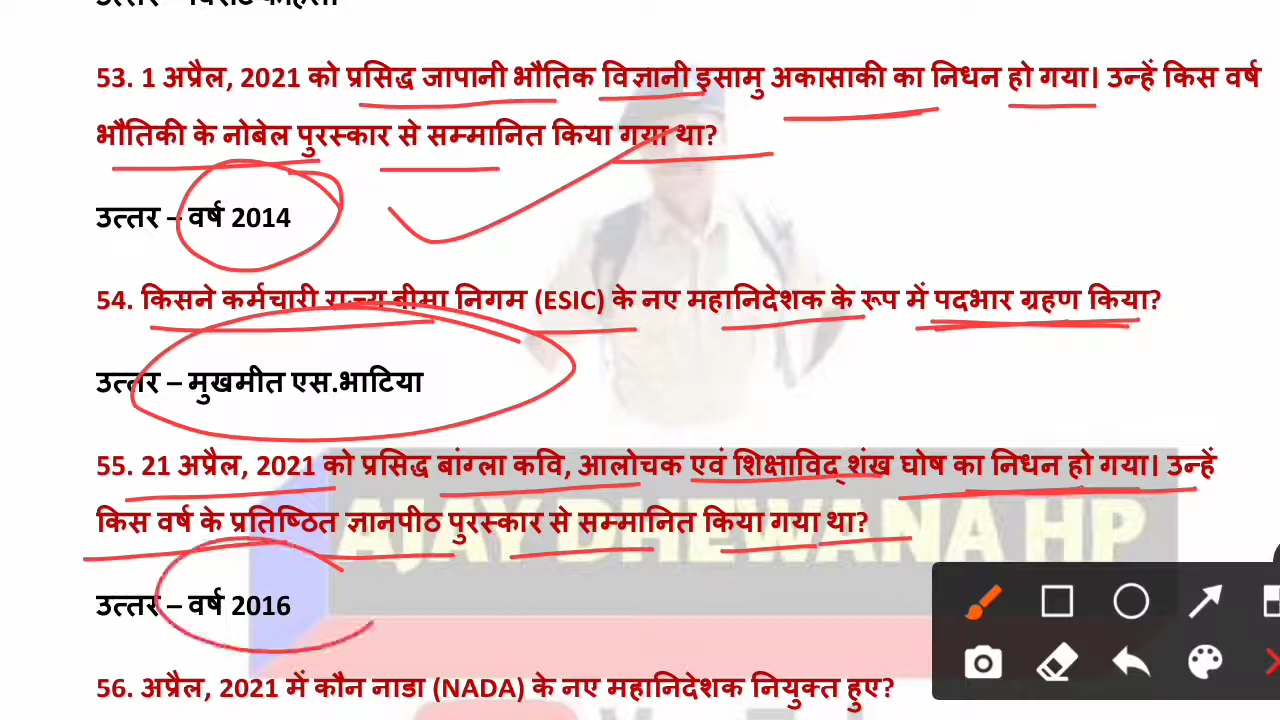 53. 1 अप्रैल, 2021 को प्रसिद्ध जापानी भौतिक विज्ञानी इसामु अकासाकी का निधन हो गया। उन्हें किस वर्ष
भौतिकी के नोबेल पुरस्कार से सम्मानित किया गया था?
उत्तर – वर्ष 2014
54. किसने कर्मचारी राज्य बीमा निगम (ESIC) के नए महानिदेशक के रूप में पदभार ग्रहण किया?
उत्तर – मुखमीत एस.भाटिया
55. 21 अप्रैल, 2021 को प्रसिद्ध बांग्ला कवि, आलोचक एवं शिक्षाविद् शंख घोष का निधन हो गया। उन्हें
किस वर्ष के प्रतिष्ठित ज्ञानपीठ पुरस्कार से सम्मानित किया गया था?
AJAY DHEWANA HP
उत्तर – वर्ष 2016
56. अप्रैल, 2021 में कौन नाडा (NADA) के नए महानिदेशक नियुक्त हुए?